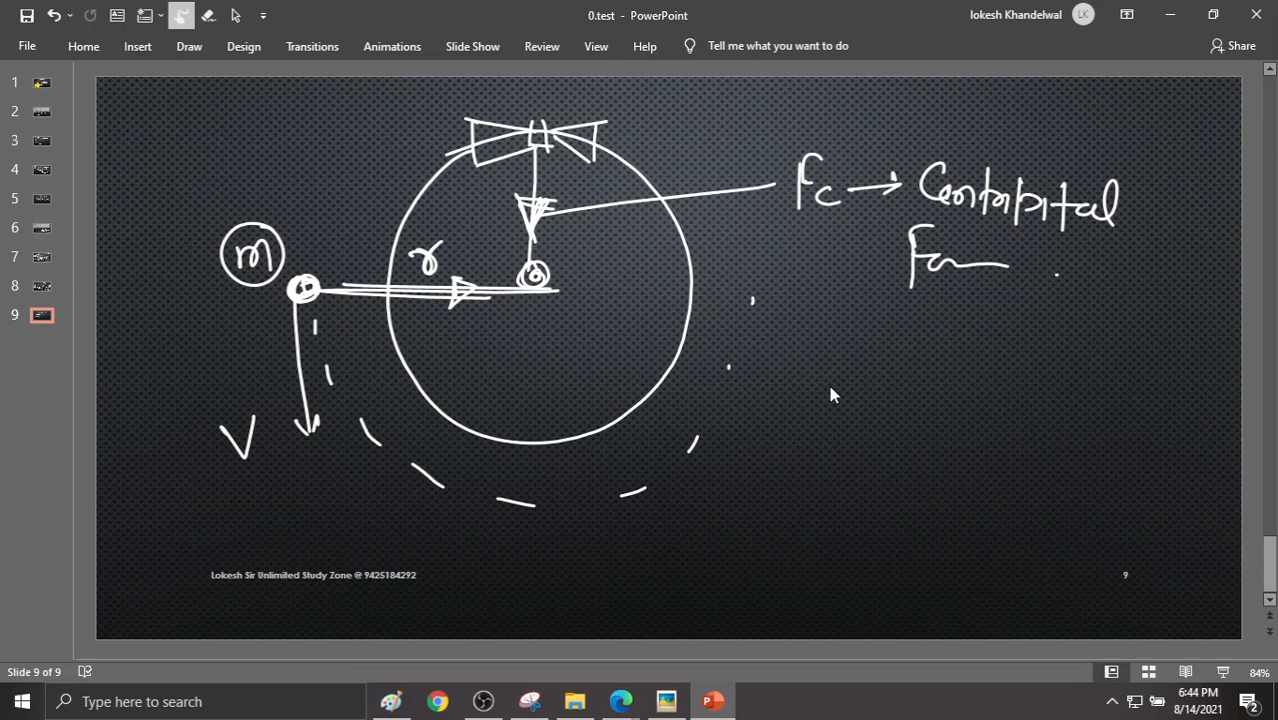 0.test - PowerPoint
lokesh Khandelwal
LK
File Home Insert Draw Design Transitions Animations Slide Show Review View Help Tell me what you want to do Share
1
2
3
4
5
6
7
8
9
m
r
V
Fc → Centripital
Lokesh Sir Unlimited Study Zone @ 9425184292
9
Slide 9 of 9
84%
Type here to search
6:44 PM
8/14/2021
2